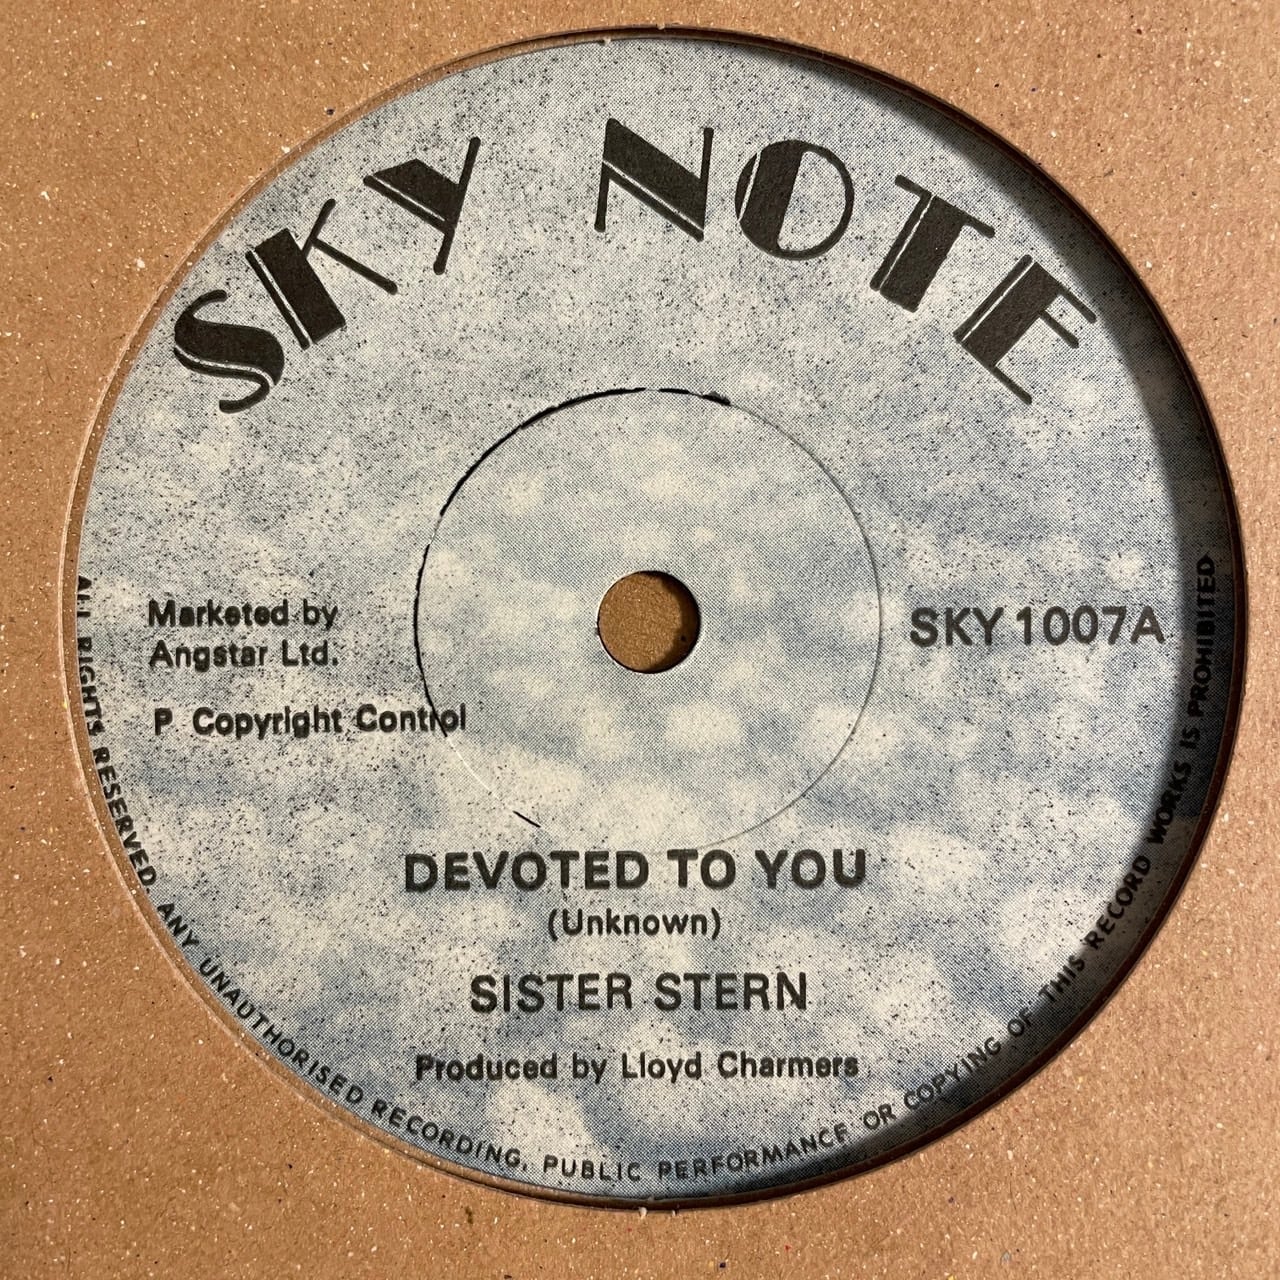 SKY NOTE
Marketed by
Angstar Ltd.
P Copyright Control
SKY 1007A
DEVOTED TO YOU
(Unknown)
SISTER STERN
Produced by Lloyd Charmers
ALL RIGHTS RESERVED. ANY UNAUTHORISED RECORDING, PUBLIC PERFORMANCE OR COPYING OF THIS RECORD WORKS IS PROHIBITED